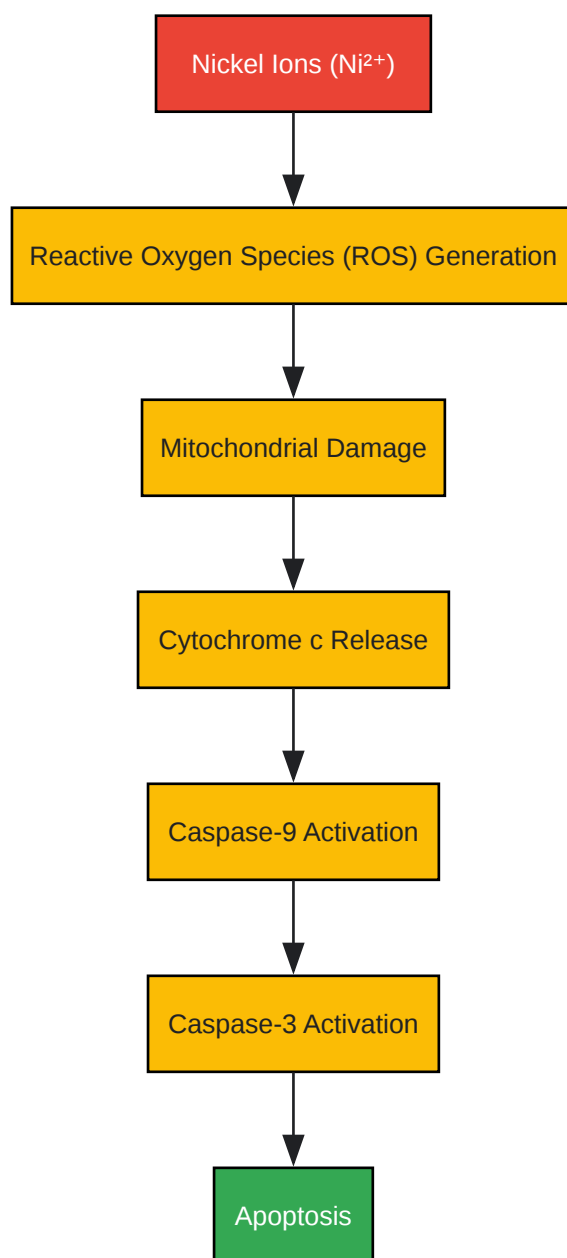 Nickel Ions (Ni²⁺)
Reactive Oxygen Species (ROS) Generation
Mitochondrial Damage
Cytochrome c Release
Caspase-9 Activation
Caspase-3 Activation
Apoptosis